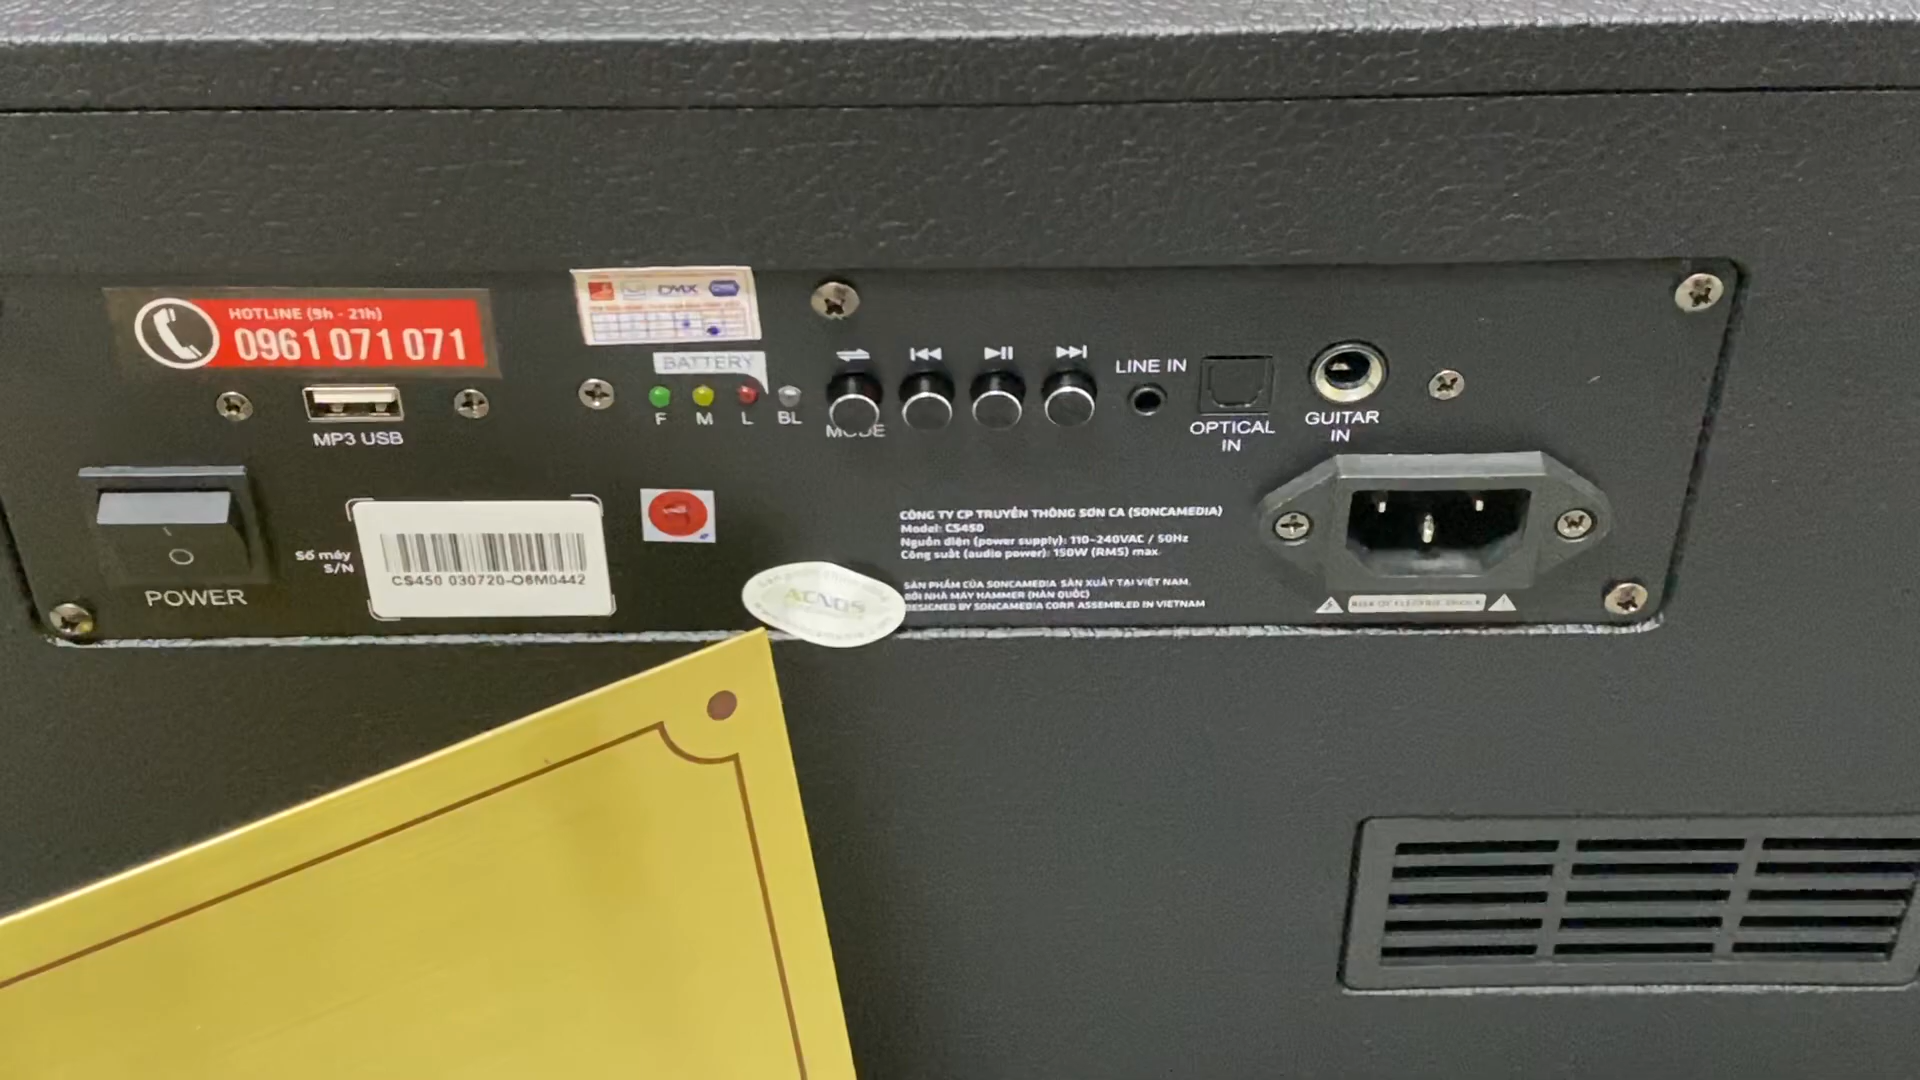 HOTLINE (9h - 21h)
0961 071 071
DMX
BATTERY
F M L BL
MODE
LINE IN
OPTICAL
IN
GUITAR
IN
MP3 USB
POWER
Số máy
S/N
CS450 030720-O6M0442
ACNOS
CÔNG TY CP TRUYỀN THÔNG SƠN CA (SONCAMEDIA)
Model: CS450
Nguồn điện (power supply): 110~240VAC / 50Hz
Công suất (audio power): 150W (RMS) max.
SẢN PHẨM CỦA SONCAMEDIA SẢN XUẤT TẠI VIỆT NAM.
BỞI NHÀ MÁY HAMMER (HÀN QUỐC)
DESIGNED BY SONCAMEDIA CORP. ASSEMBLED IN VIETNAM
RISK OF ELECTRIC SHOCK